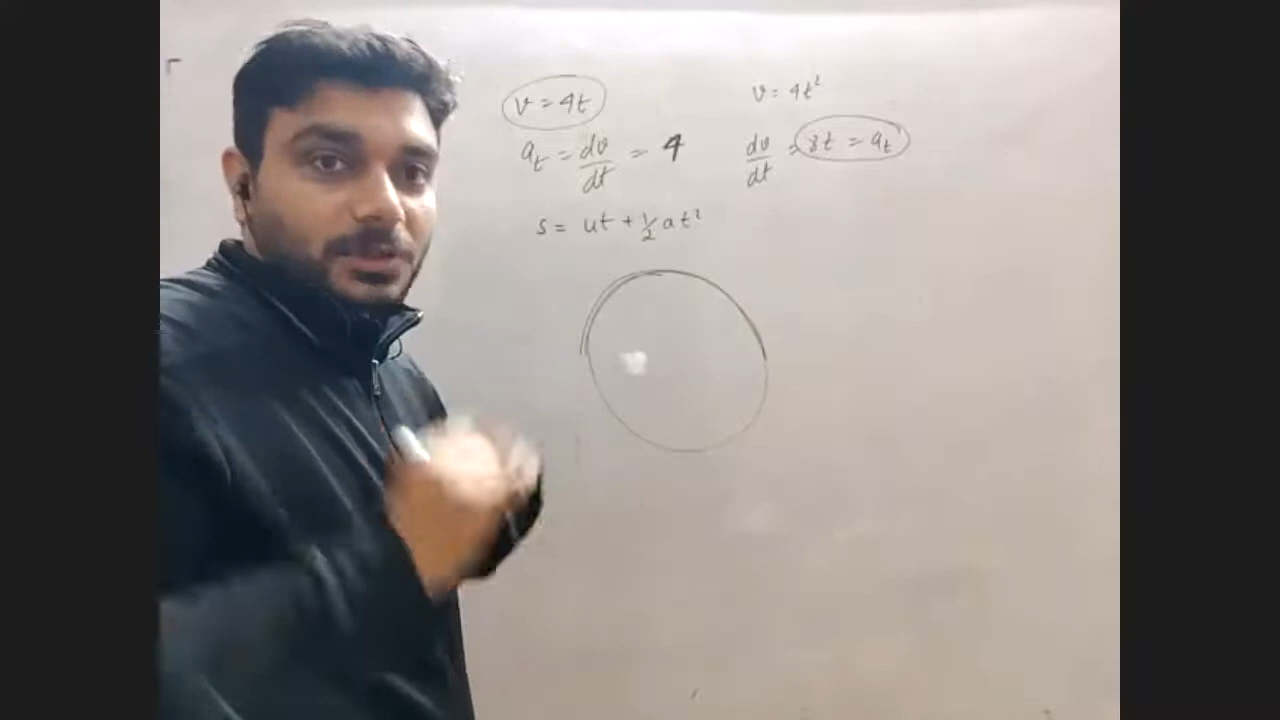 v = 4t
a_t = dv/dt = 4
s = ut + ½ at²
v = 4t²
dv/dt = 8t = a_t